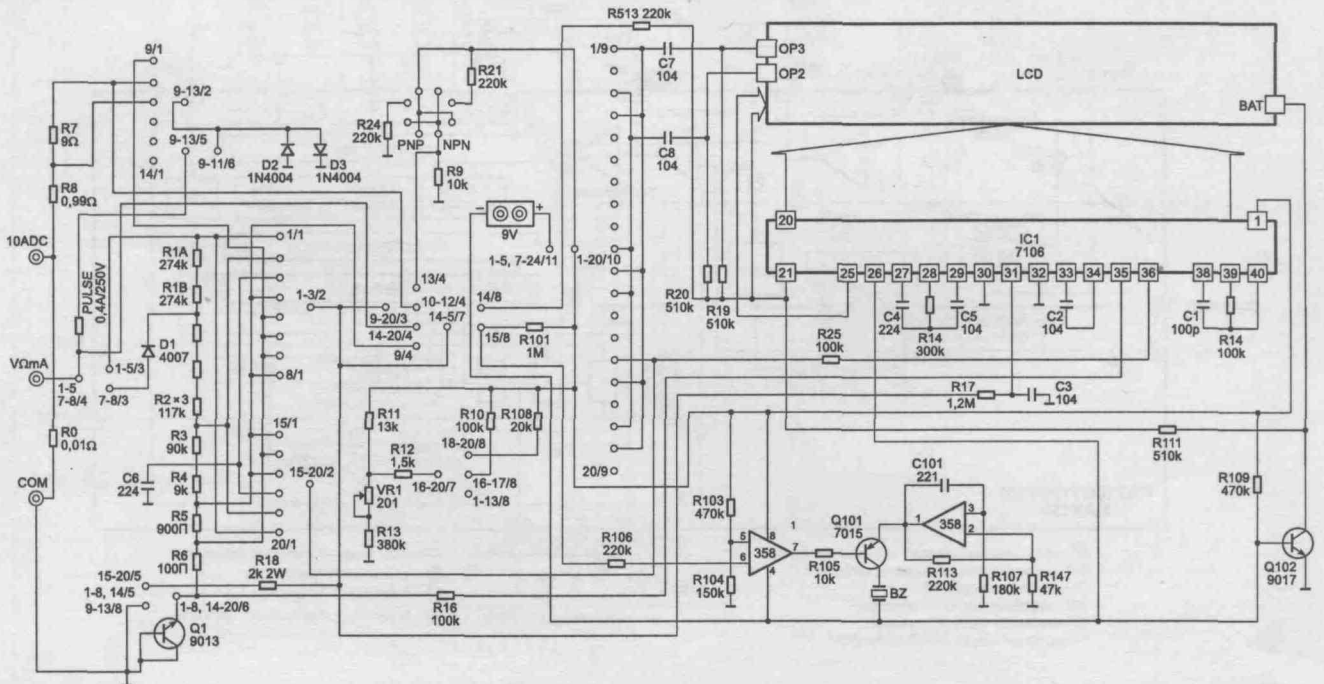 R513 220k
9/1
9-13/2
9-13/5
9-11/6
14/1
R7
9Ω
R8
0,99Ω
D2
1N4004
D3
1N4004
R21
220k
R24
220k
PNP
NPN
R9
10k
– +
9V
1-5, 7-24/11
1-20/10
1/9
C7
104
C8
104
OP3
OP2
LCD
BAT
20
1
IC1
7106
21
25
26
27
28
29
30
31
32
33
34
35
36
38
39
40
C4
224
R14
300k
C5
104
C2
104
C1
100p
R14
100k
R20
510k
R19
510k
R25
100k
R17
1,2M
C3
104
R111
510k
10ADC
PULSE
0,4A/250V
VΩmA
1-5
7-8/4
1-5/3
7-8/3
R0
0,01Ω
COM
R1A
274k
R1B
274k
D1
4007
R2×3
117k
R3
90k
R4
9k
C6
224
R5
900П
R6
100П
1/1
8/1
15/1
20/1
1-3/2
15-20/2
13/4
10-12/4
14-5/7
9-20/3
14-20/4
9/4
14/8
15/8
R101
1M
R11
13k
R12
1,5k
16-20/7
VR1
201
R13
380k
R10
100k
R108
20k
18-20/8
16-17/8
1-13/8
20/9
R18
2k 2W
R16
100k
15-20/5
1-8, 14/5
9-13/8
1-8, 14-20/6
Q1
9013
R106
220k
R103
470k
R104
150k
5
6
358
8
4
7
1
R105
10k
Q101
7015
BZ
C101
221
1
358
3
2
R113
220k
R107
180k
R147
47k
R109
470k
Q102
9017